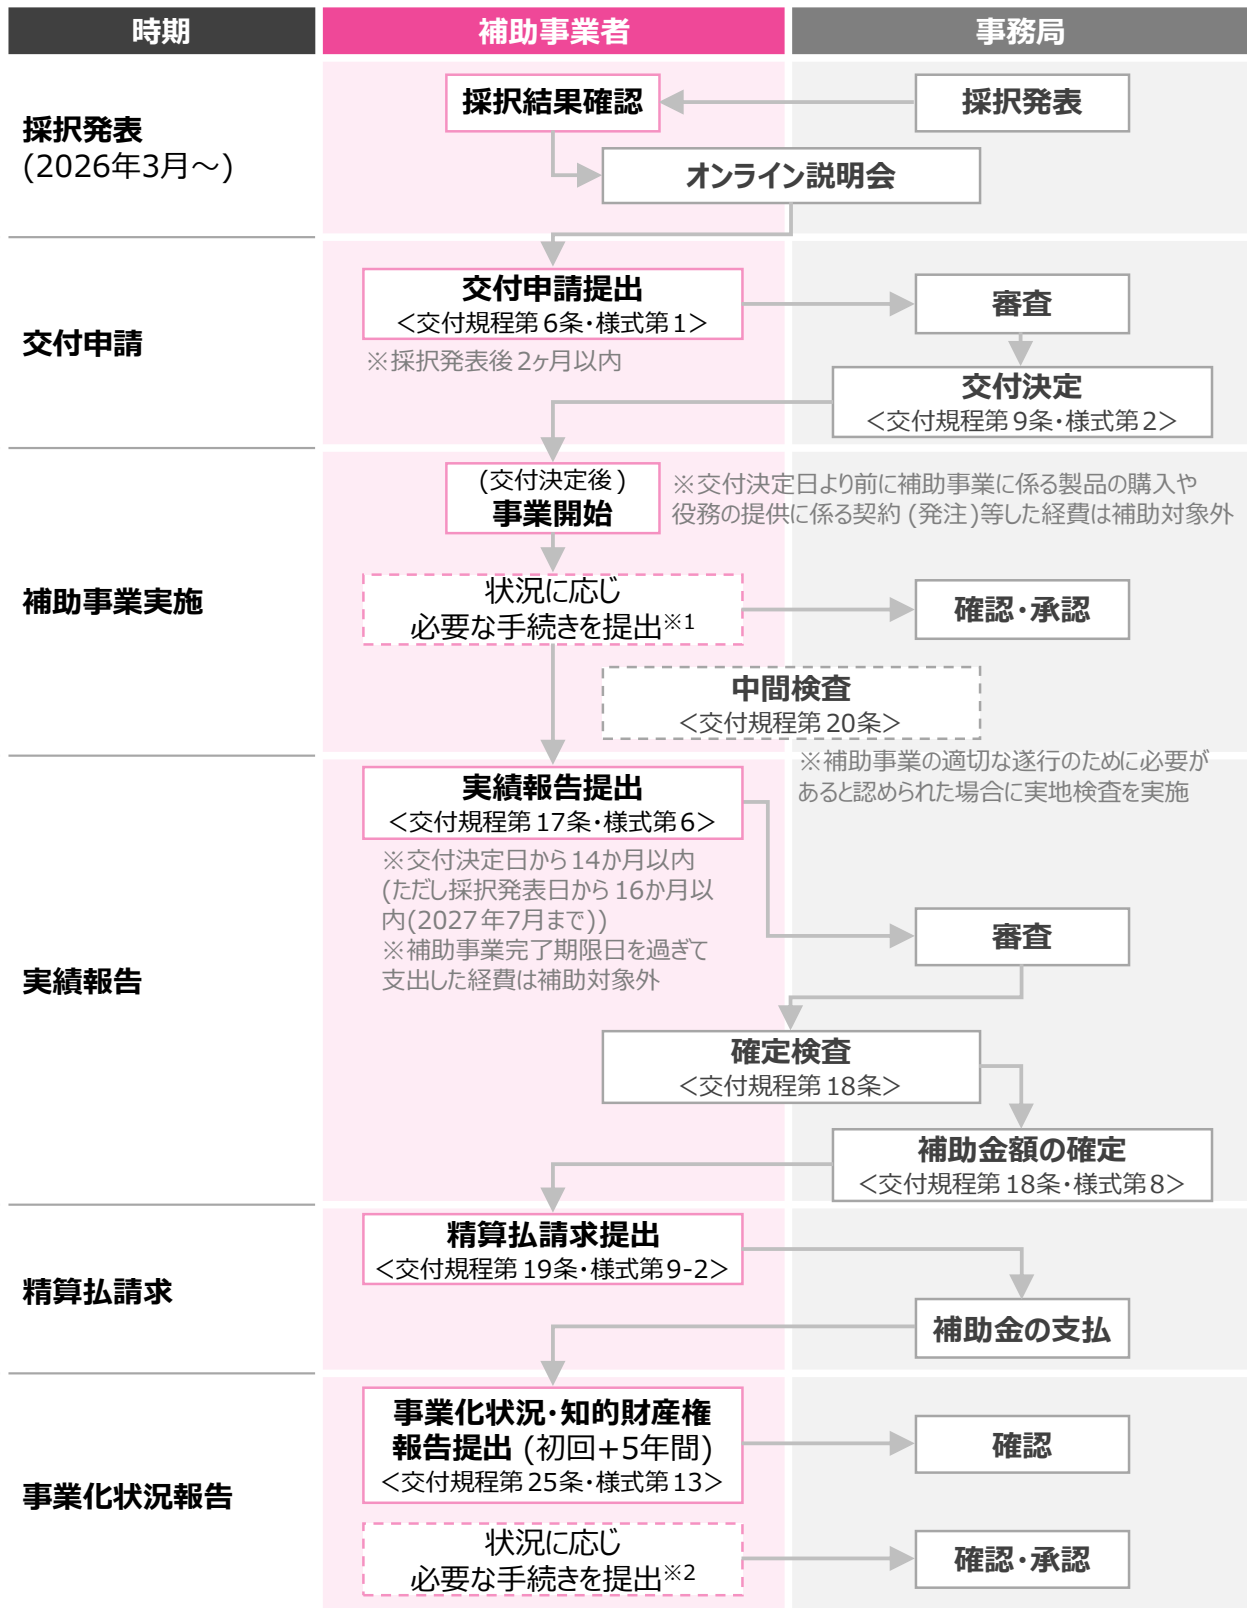 時期
補助事業者
事務局
採択発表
(2026年3月～)
採択結果確認
採択発表
オンライン説明会
交付申請
交付申請提出
<交付規程第6条・様式第1>
※採択発表後2ヶ月以内
審査
交付決定
<交付規程第9条・様式第2>
補助事業実施
(交付決定後)
事業開始
※交付決定日より前に補助事業に係る製品の購入や
役務の提供に係る契約(発注)等した経費は補助対象外
状況に応じ
必要な手続きを提出※1
確認・承認
中間検査
<交付規程第20条>
※補助事業の適切な遂行のために必要が
あると認められた場合に実地検査を実施
実績報告
実績報告提出
<交付規程第17条・様式第6>
※交付決定日から14か月以内
(ただし採択発表日から16か月以
内(2027年7月まで))
※補助事業完了期限日を過ぎて
支出した経費は補助対象外
審査
確定検査
<交付規程第18条>
補助金額の確定
<交付規程第18条・様式第8>
精算払請求
精算払請求提出
<交付規程第19条・様式第9-2>
補助金の支払
事業化状況報告
事業化状況・知的財産権
報告提出 (初回+5年間)
<交付規程第25条・様式第13>
確認
状況に応じ
必要な手続きを提出※2
確認・承認